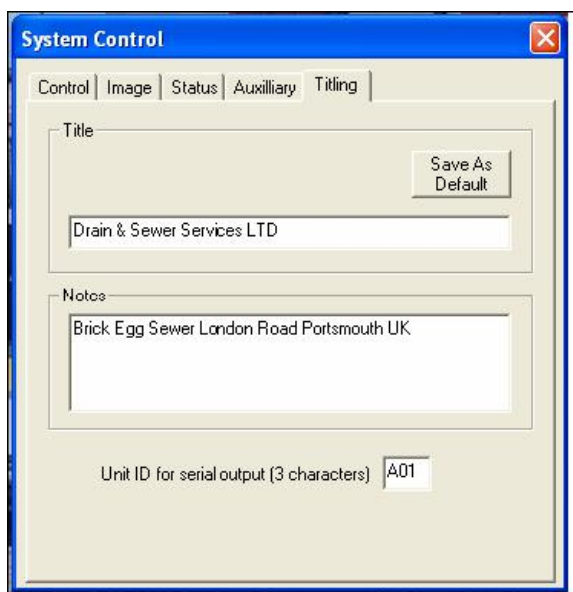 System Control
Control Image Status Auxilliary Titling
Title
Save As
Default
Drain & Sewer Services LTD
Notes
Brick Egg Sewer London Road Portsmouth UK
Unit ID for serial output (3 characters) A01